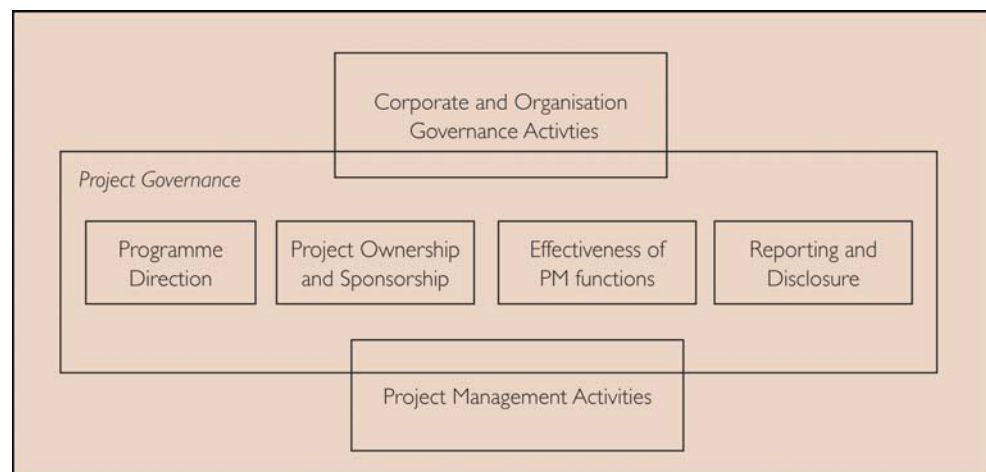 Corporate and Organisation
Governance Activties
Project Governance
Programme
Direction
Project Ownership
and Sponsorship
Effectiveness of
PM functions
Reporting and
Disclosure
Project Management Activities